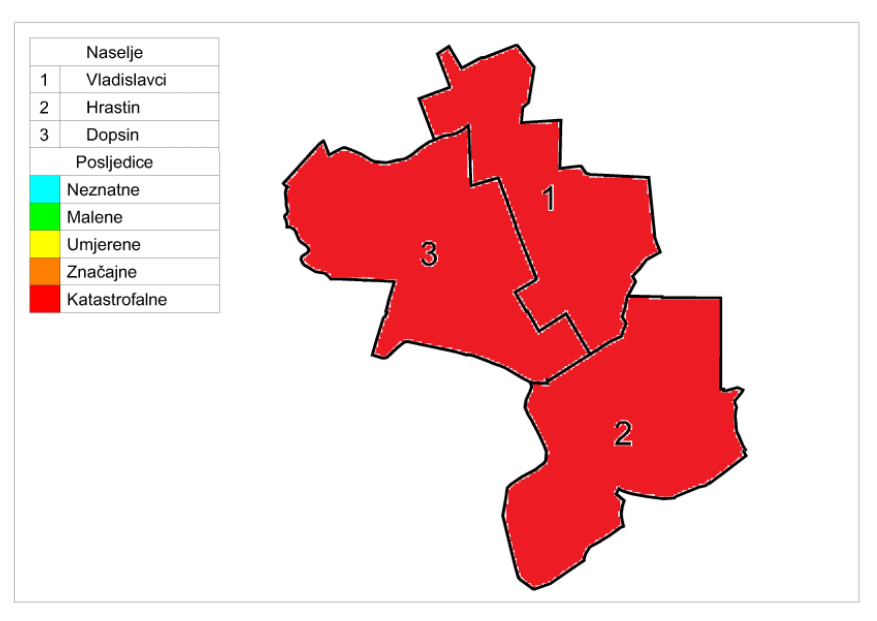 Naselje
1 Vladislavci
2 Hrastin
3 Dopsin
Posljedice
Neznatne
Malene
Umjerene
Značajne
Katastrofalne
1
3
2